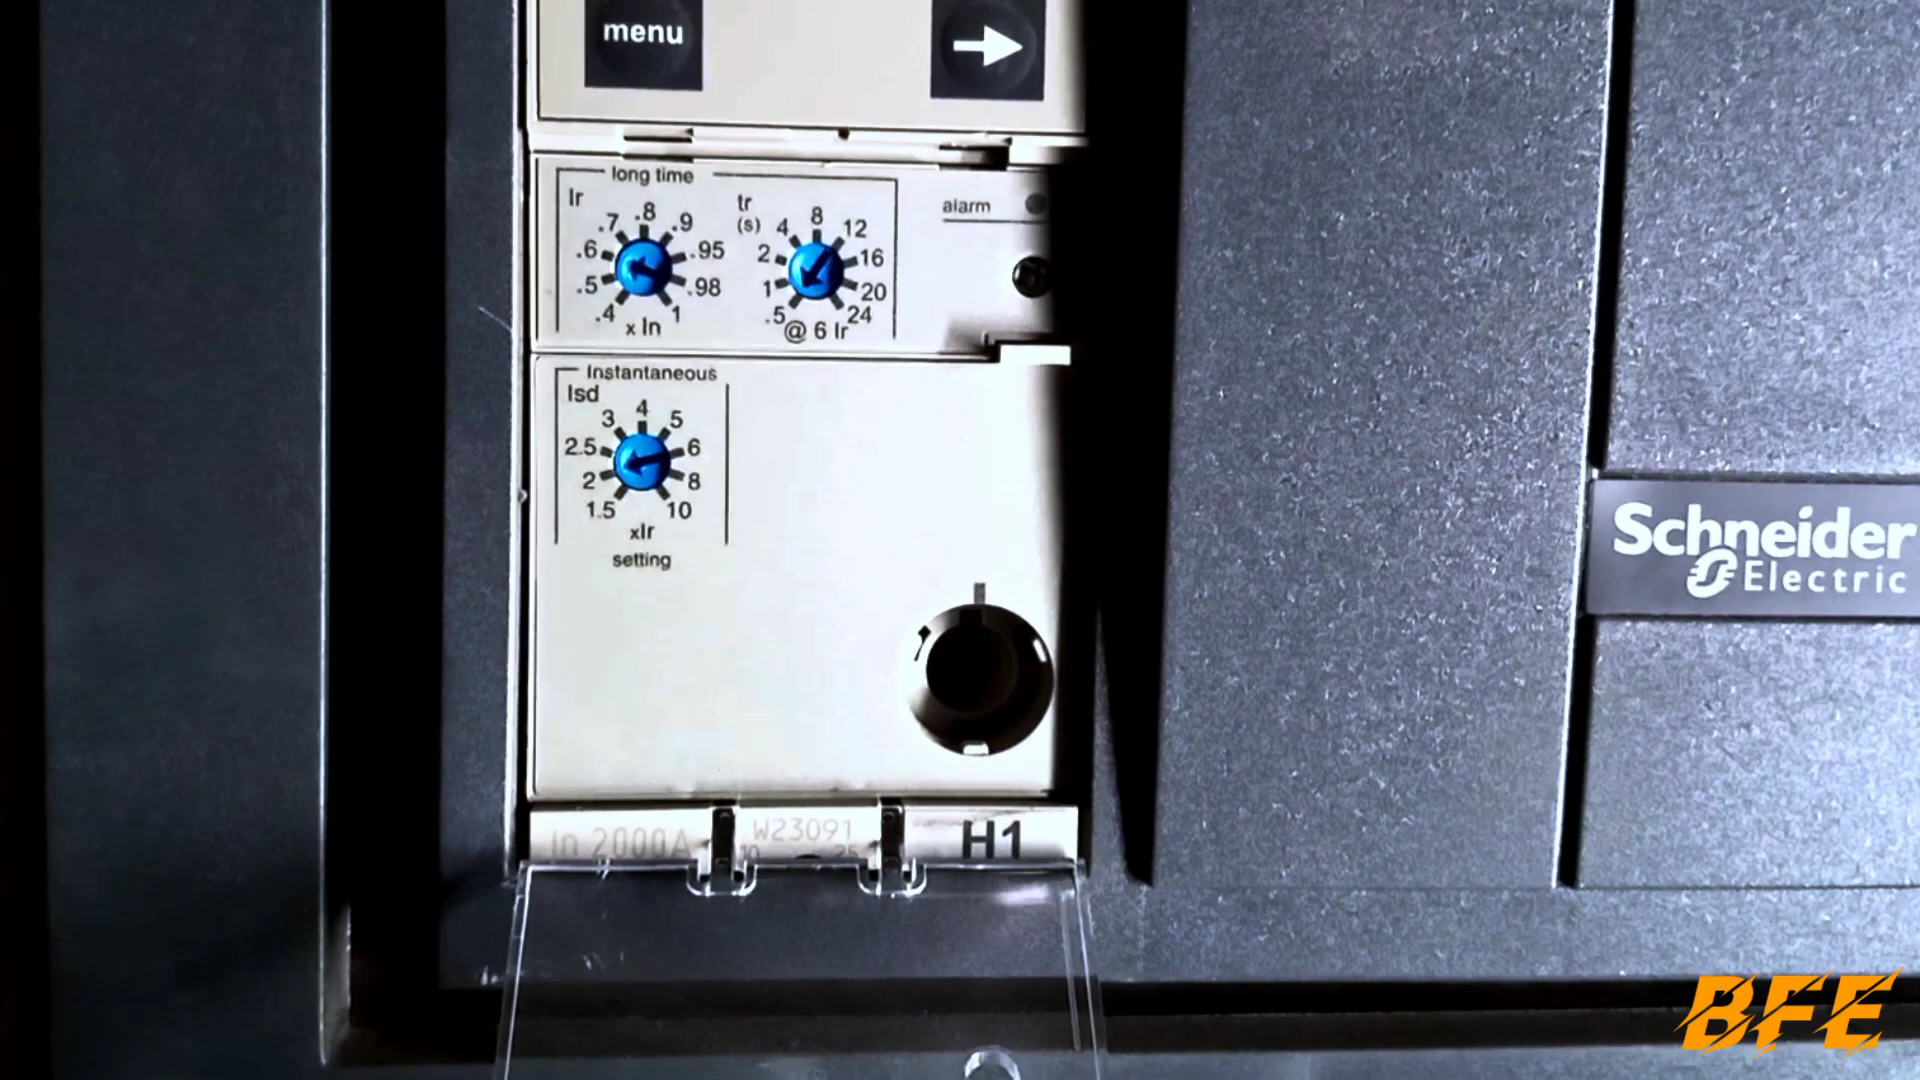 menu
long time
Ir
.4 .5 .6 .7 .8 .9 .95 .98 1
x In
tr
(s)
.5 1 2 4 8 12 16 20 24
@ 6 Ir
alarm
Instantaneous
Isd
1.5 2 2.5 3 4 5 6 8 10
xIr
setting
In 2000A
W23091
10 25
H1
Schneider
Electric
BFE